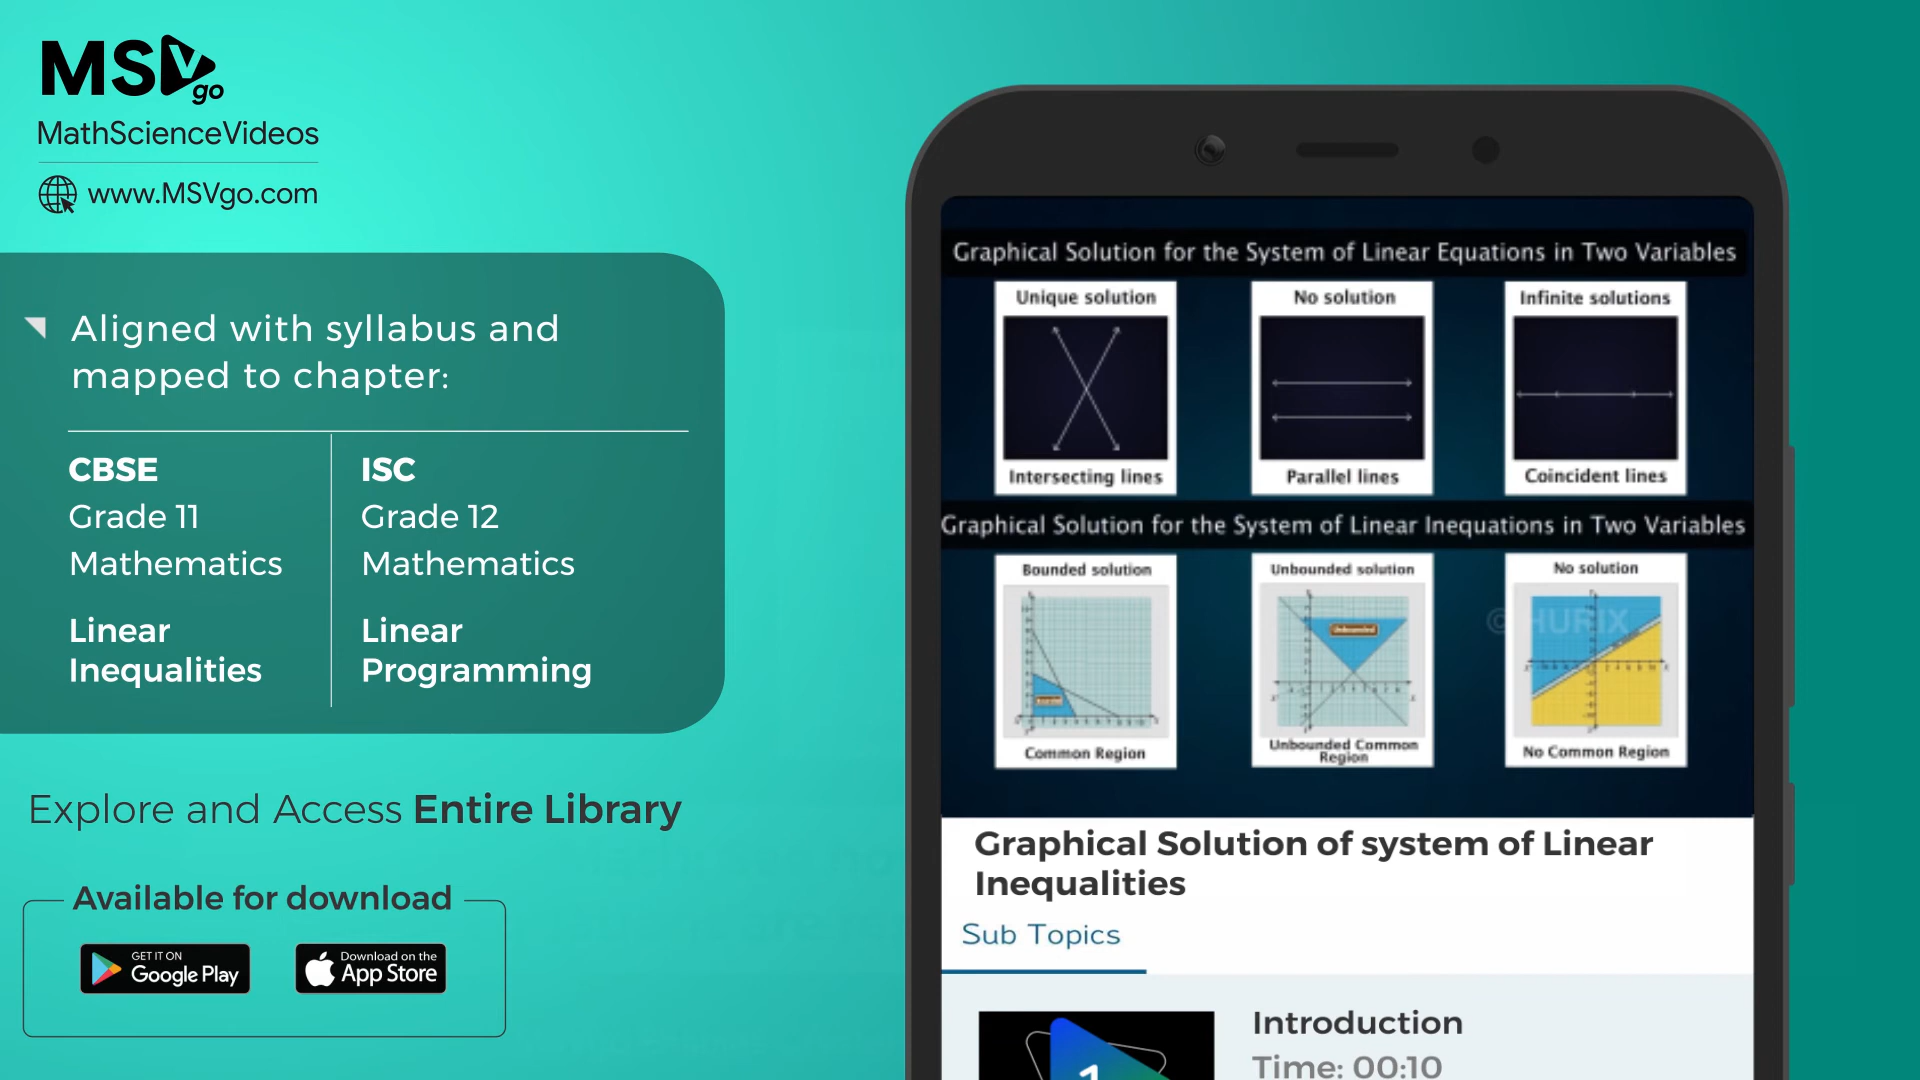 MSV go
MathScienceVideos
www.MSVgo.com
Aligned with syllabus and
mapped to chapter:
CBSE
Grade 11
Mathematics
Linear
Inequalities
ISC
Grade 12
Mathematics
Linear
Programming
Explore and Access Entire Library
Available for download
GET IT ON
Google Play
Download on the
App Store
Graphical Solution for the System of Linear Equations in Two Variables
Unique solution
Intersecting lines
No solution
Parallel lines
Infinite solutions
Coincident lines
Graphical Solution for the System of Linear Inequations in Two Variables
Bounded solution
Common Region
Unbounded solution
Unbounded
Unbounded Common
Region
No solution
© HURIX
No Common Region
Graphical Solution of system of Linear
Inequalities
Sub Topics
1
Introduction
Time: 00:10